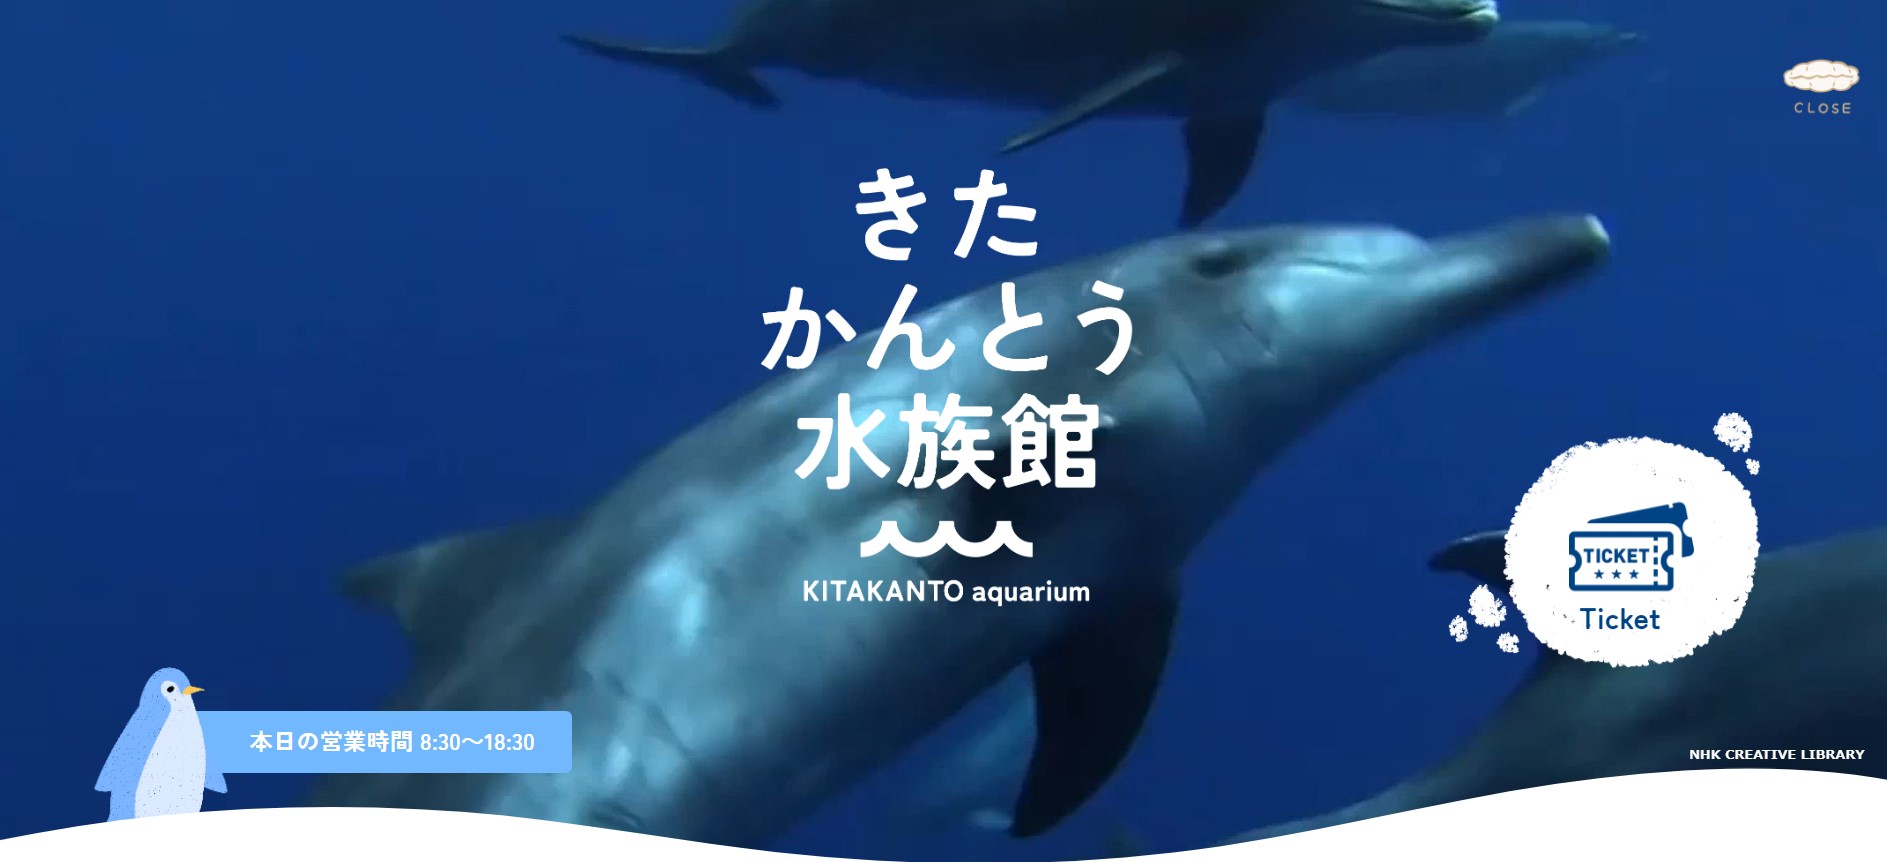 CLOSE
きた
かんとう
水族館
KITAKANTO aquarium
TICKET
Ticket
本日の営業時間 8:30〜18:30
NHK CREATIVE LIBRARY